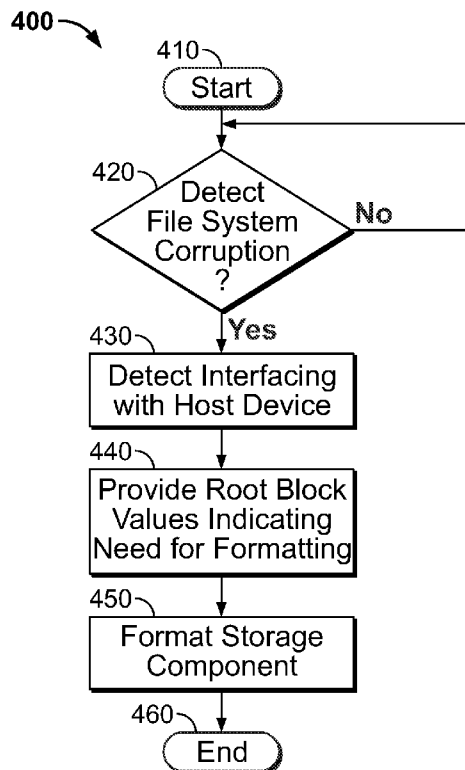 400
410
Start
420
Detect
File System
Corruption
?
No
Yes
430
Detect Interfacing
with Host Device
440
Provide Root Block
Values Indicating
Need for Formatting
450
Format Storage
Component
460
End